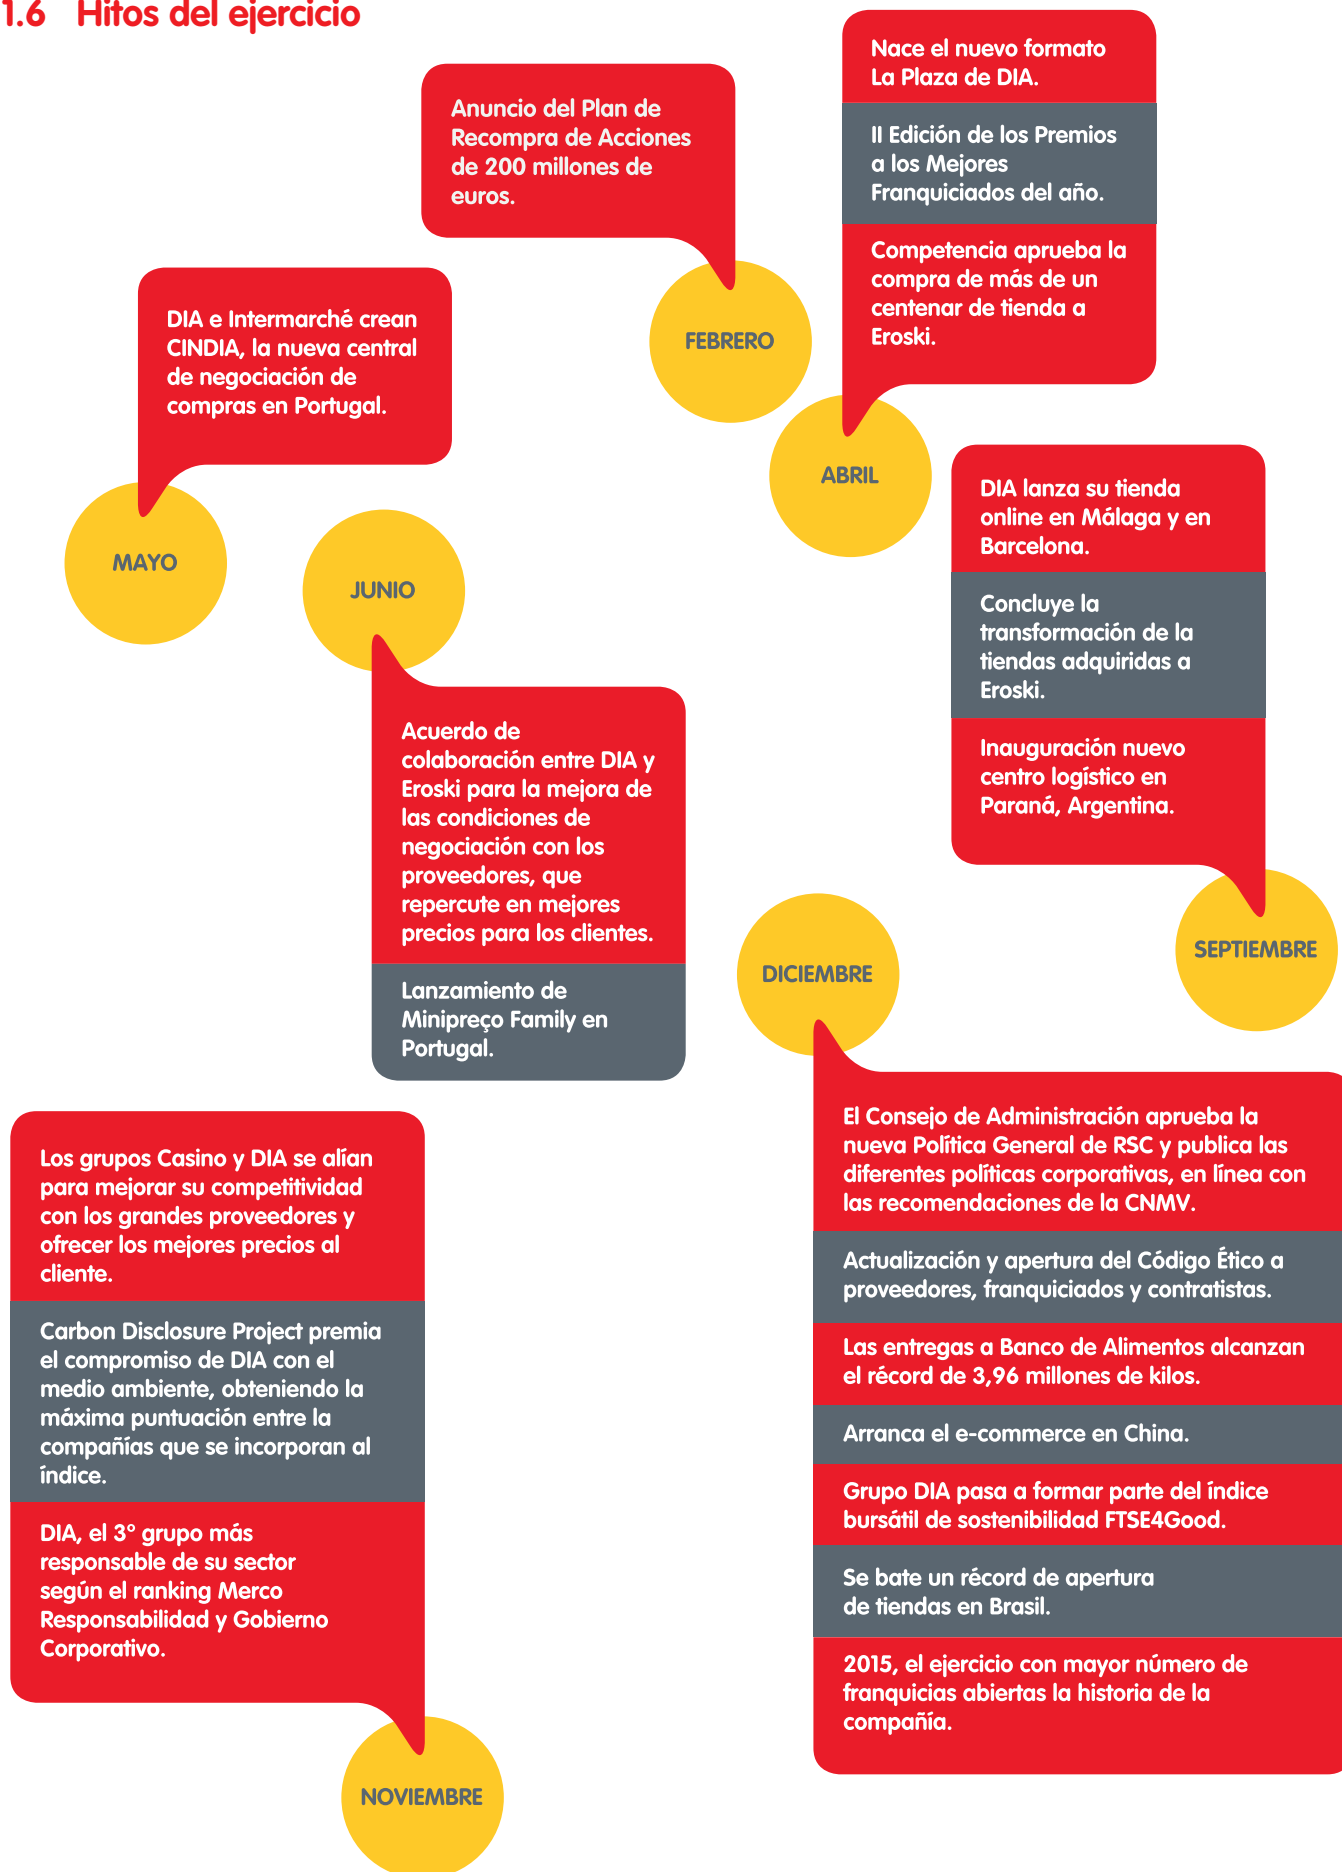 1.6 Hitos del ejercicio
Anuncio del Plan de
Recompra de Acciones
de 200 millones de
euros.
FEBRERO
Nace el nuevo formato
La Plaza de DIA.
II Edición de los Premios
a los Mejores
Franquiciados del año.
Competencia aprueba la
compra de más de un
centenar de tienda a
Eroski.
ABRIL
DIA e Intermarché crean
CINDIA, la nueva central
de negociación de
compras en Portugal.
MAYO
JUNIO
Acuerdo de
colaboración entre DIA y
Eroski para la mejora de
las condiciones de
negociación con los
proveedores, que
repercute en mejores
precios para los clientes.
Lanzamiento de
Minipreço Family en
Portugal.
DIA lanza su tienda
online en Málaga y en
Barcelona.
Concluye la
transformación de la
tiendas adquiridas a
Eroski.
Inauguración nuevo
centro logístico en
Paraná, Argentina.
SEPTIEMBRE
Los grupos Casino y DIA se alían
para mejorar su competitividad
con los grandes proveedores y
ofrecer los mejores precios al
cliente.
Carbon Disclosure Project premia
el compromiso de DIA con el
medio ambiente, obteniendo la
máxima puntuación entre la
compañías que se incorporan al
índice.
DIA, el 3º grupo más
responsable de su sector
según el ranking Merco
Responsabilidad y Gobierno
Corporativo.
NOVIEMBRE
DICIEMBRE
El Consejo de Administración aprueba la
nueva Política General de RSC y publica las
diferentes políticas corporativas, en línea con
las recomendaciones de la CNMV.
Actualización y apertura del Código Ético a
proveedores, franquiciados y contratistas.
Las entregas a Banco de Alimentos alcanzan
el récord de 3,96 millones de kilos.
Arranca el e-commerce en China.
Grupo DIA pasa a formar parte del índice
bursátil de sostenibilidad FTSE4Good.
Se bate un récord de apertura
de tiendas en Brasil.
2015, el ejercicio con mayor número de
franquicias abiertas la historia de la
compañía.